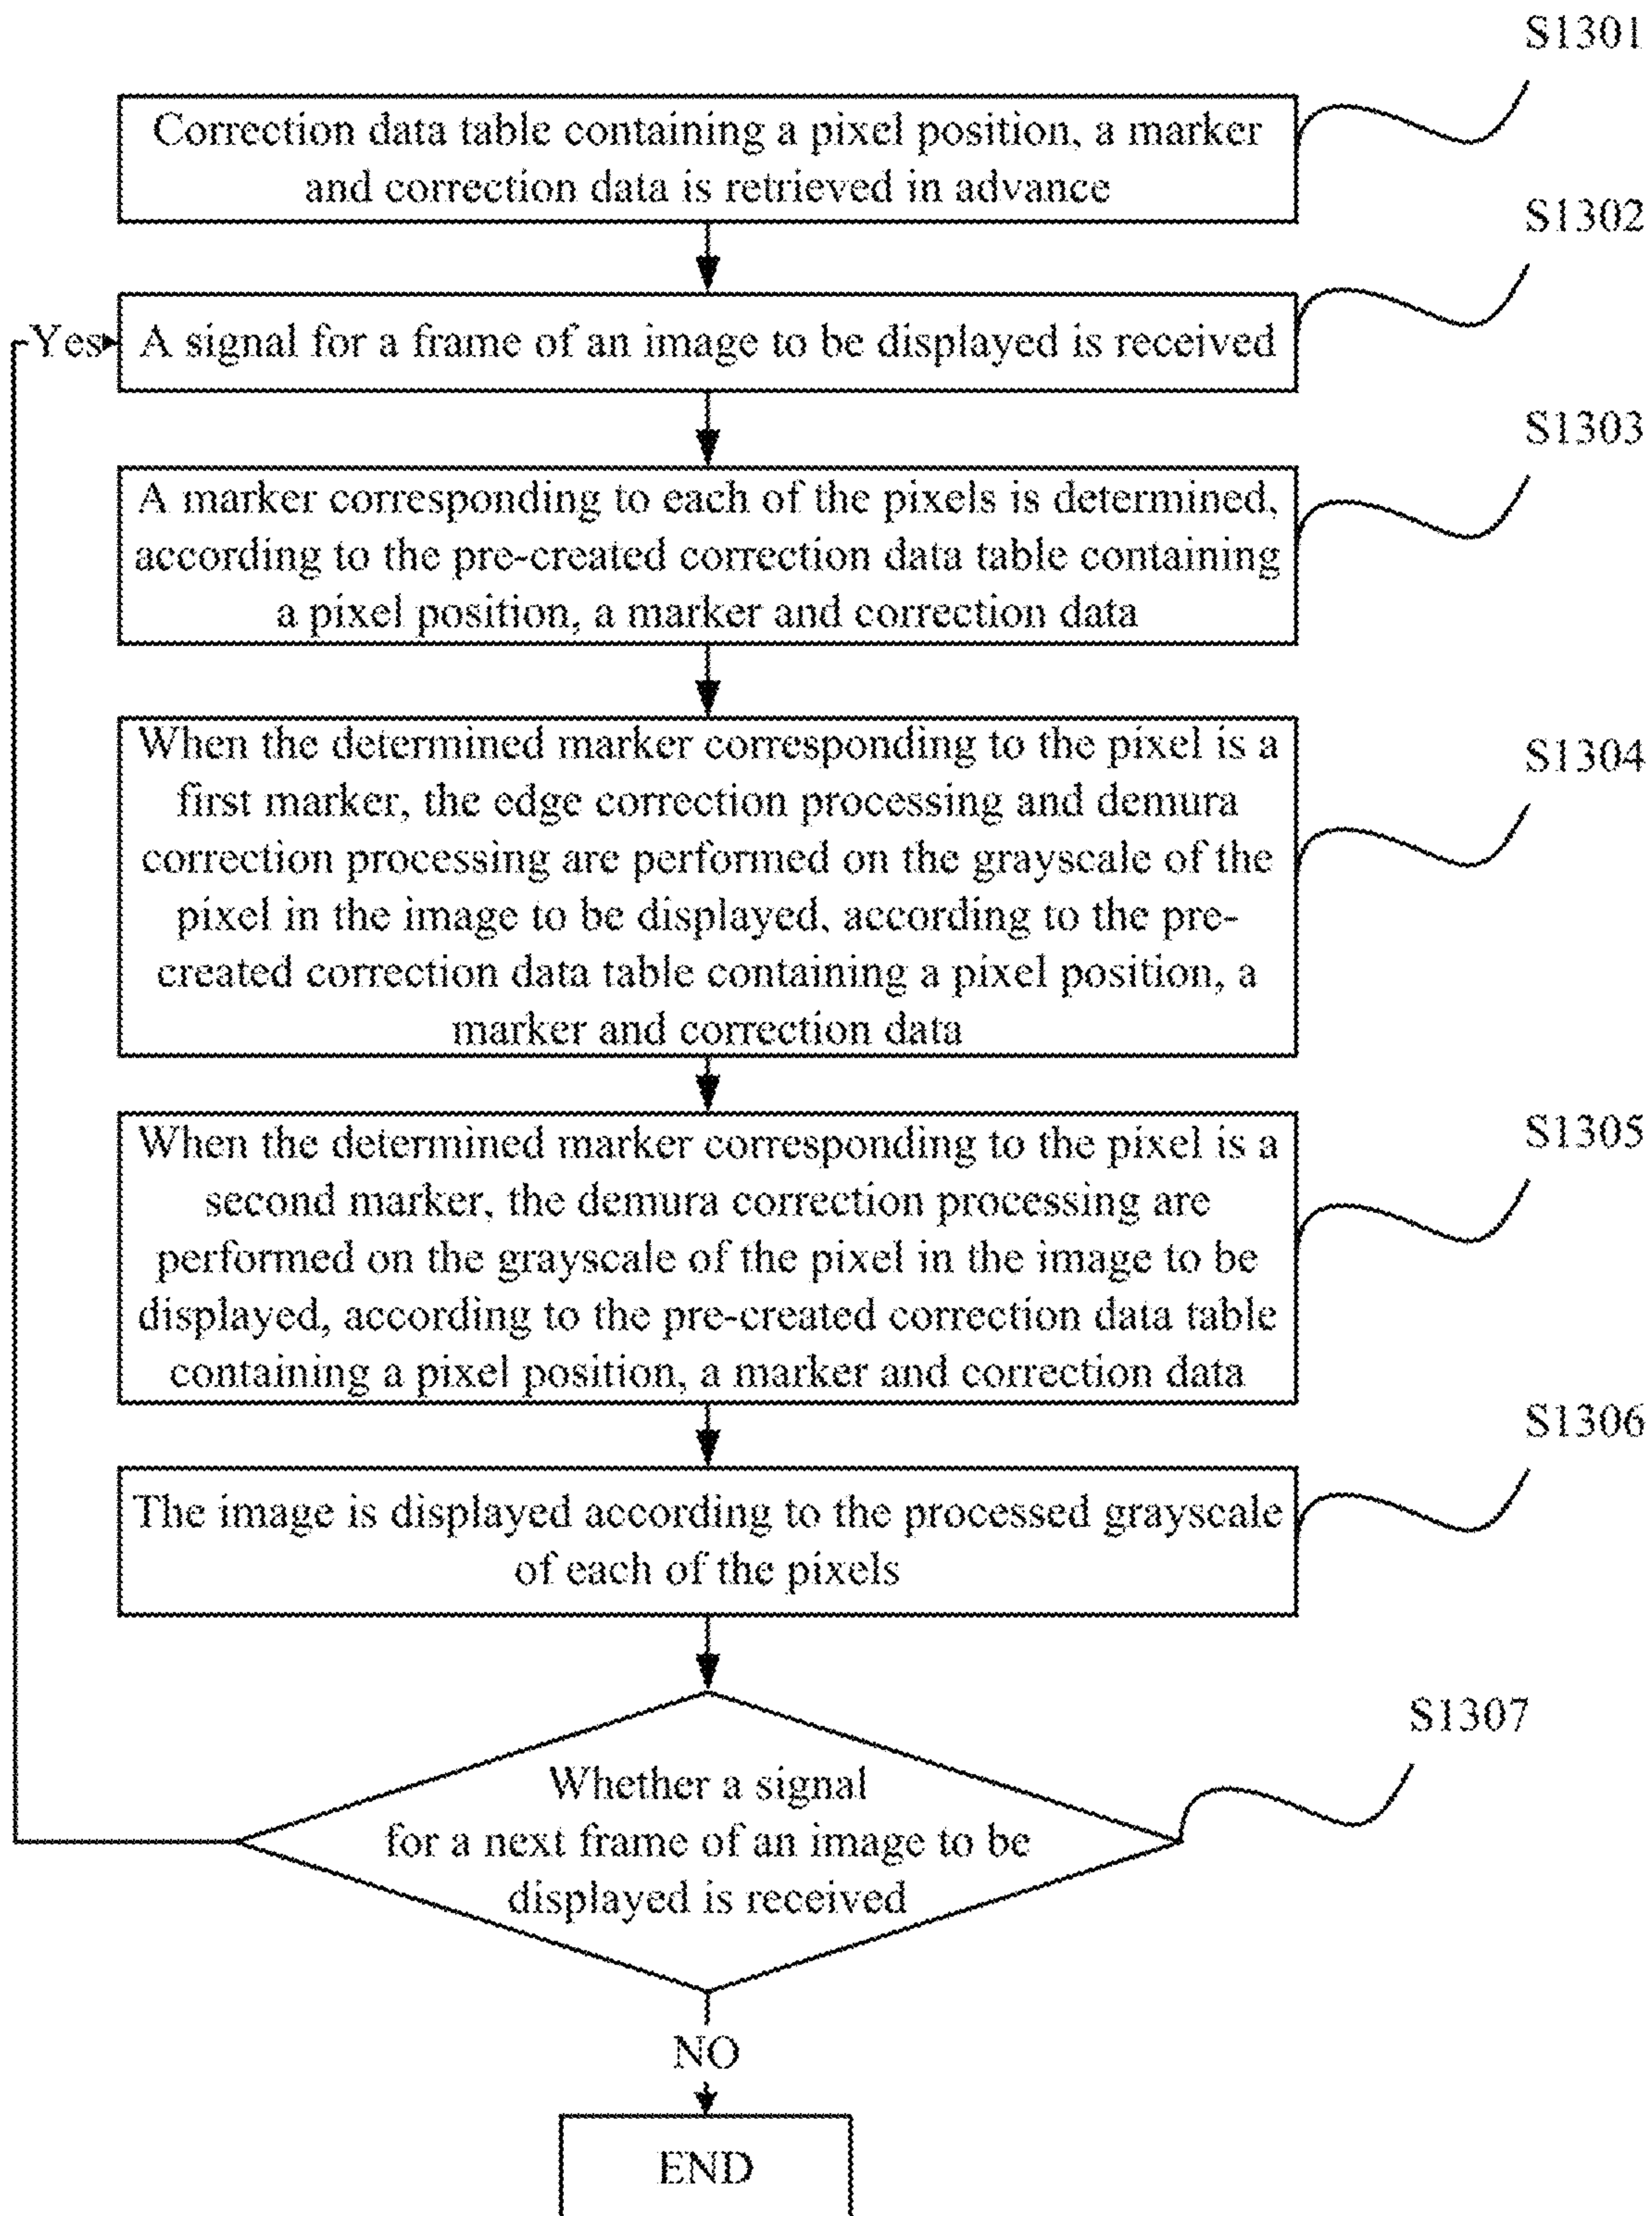 S1301
Correction data table containing a pixel position, a marker
and correction data is retrieved in advance
S1302
Yes
A signal for a frame of an image to be displayed is received
S1303
A marker corresponding to each of the pixels is determined,
according to the pre-created correction data table containing
a pixel position, a marker and correction data
S1304
When the determined marker corresponding to the pixel is a
first marker, the edge correction processing and demura
correction processing are performed on the grayscale of the
pixel in the image to be displayed, according to the pre-
created correction data table containing a pixel position, a
marker and correction data
S1305
When the determined marker corresponding to the pixel is a
second marker, the demura correction processing are
performed on the grayscale of the pixel in the image to be
displayed, according to the pre-created correction data table
containing a pixel position, a marker and correction data
S1306
The image is displayed according to the processed grayscale
of each of the pixels
S1307
Whether a signal
for a next frame of an image to be
displayed is received
NO
END